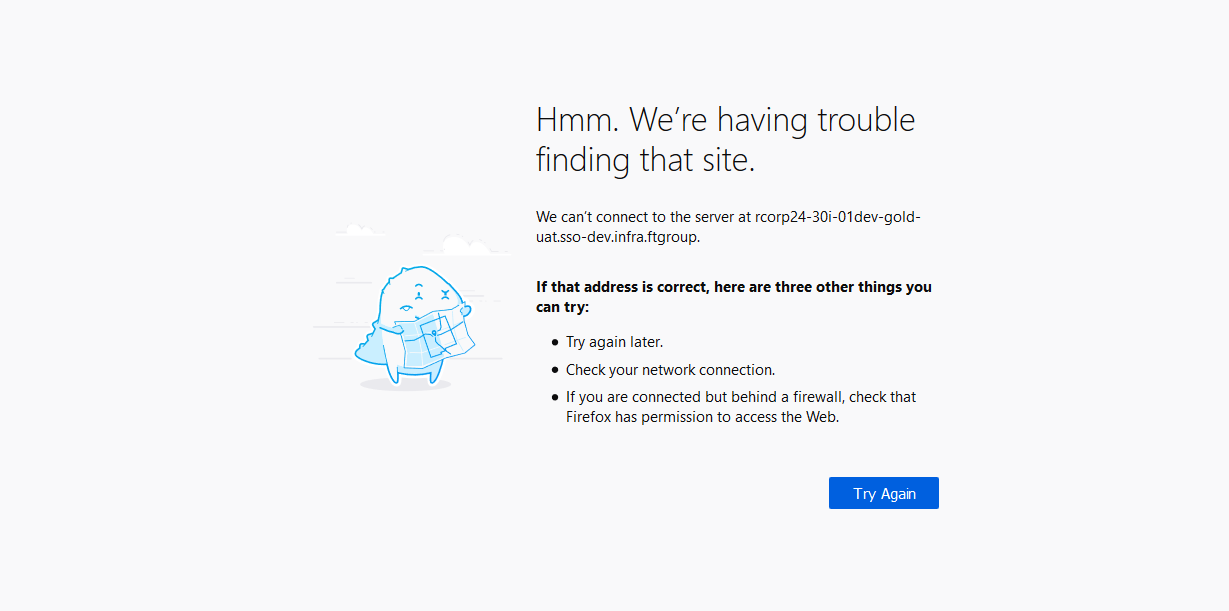 Hmm. We’re having trouble
finding that site.
We can’t connect to the server at rcorp24-30i-01dev-gold-
uat.sso-dev.infra.ftgroup.
If that address is correct, here are three other things you
can try:
• Try again later.
• Check your network connection.
• If you are connected but behind a firewall, check that
Firefox has permission to access the Web.
Try Again